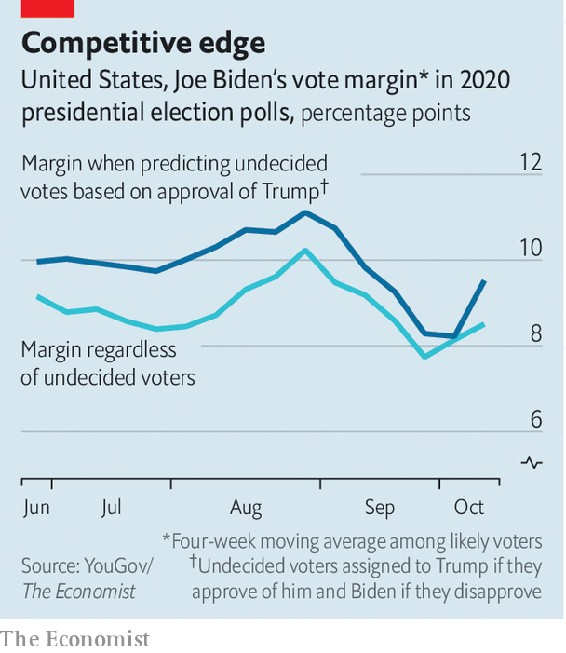 Competitive edge
United States, Joe Biden's vote margin* in 2020
presidential election polls, percentage points
Margin when predicting undecided
votes based on approval of Trump†
12
10
8
Margin regardless
of undecided voters
6
Jun Jul Aug Sep Oct
*Four-week moving average among likely voters
Source: YouGov/
The Economist
†Undecided voters assigned to Trump if they
approve of him and Biden if they disapprove
The Economist